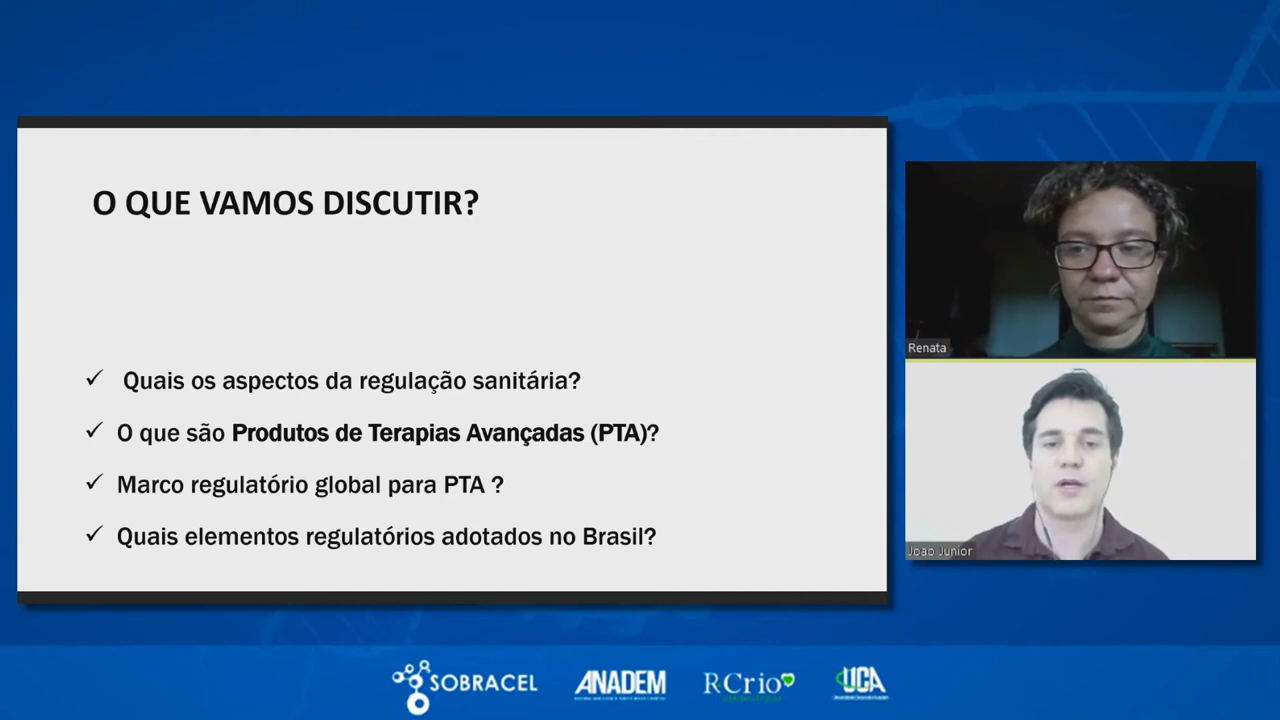 O QUE VAMOS DISCUTIR?
✓ Quais os aspectos da regulação sanitária?
✓ O que são Produtos de Terapias Avançadas (PTA)?
✓ Marco regulatório global para PTA ?
✓ Quais elementos regulatórios adotados no Brasil?
Renata
Joao Junior
SOBRACEL
ANADEM
RCrio
UCA